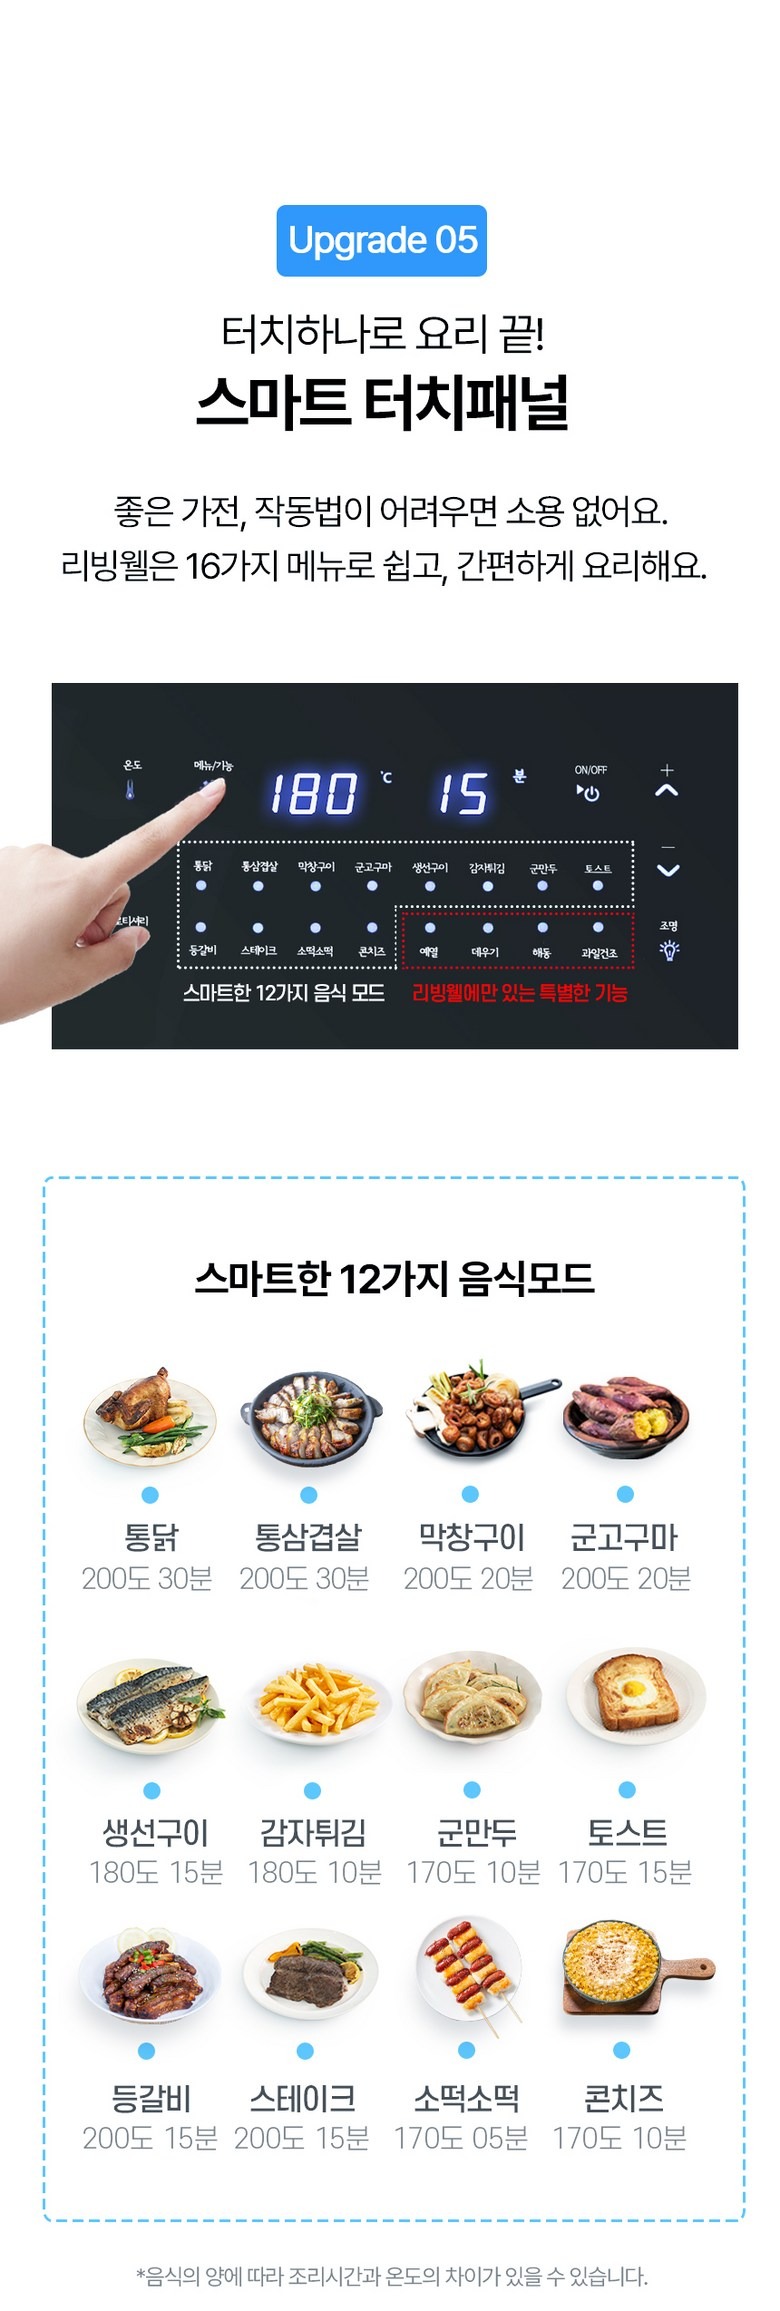 Upgrade 05
터치하나로 요리 끝!
스마트 터치패널
좋은 가전, 작동법이 어려우면 소용 없어요.
리빙웰은 16가지 메뉴로 쉽고, 간편하게 요리해요.
온도 메뉴/기능 180 ℃ 15 분 ON/OFF +
통닭 통삼겹살 막창구이 군고구마 생선구이 감자튀김 군만두 토스트 −
로티셔리 조명
등갈비 스테이크 소떡소떡 콘치즈 예열 데우기 해동 과일건조
스마트한 12가지 음식 모드 리빙웰에만 있는 특별한 기능
스마트한 12가지 음식모드
통닭 통삼겹살 막창구이 군고구마
200도 30분 200도 30분 200도 20분 200도 20분
생선구이 감자튀김 군만두 토스트
180도 15분 180도 10분 170도 10분 170도 15분
등갈비 스테이크 소떡소떡 콘치즈
200도 15분 200도 15분 170도 05분 170도 10분
*음식의 양에 따라 조리시간과 온도의 차이가 있을 수 있습니다.